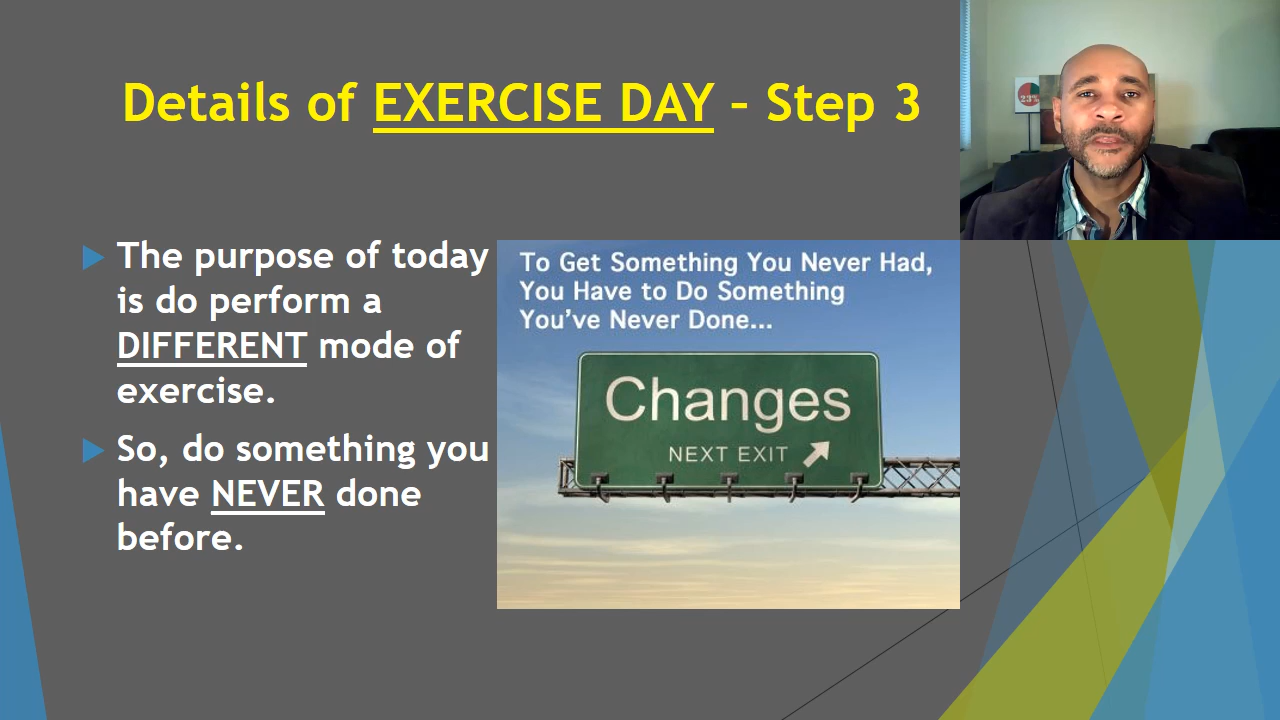 Details of EXERCISE DAY – Step 3
23%
The purpose of today
is do perform a
DIFFERENT mode of
exercise.
So, do something you
have NEVER done
before.
To Get Something You Never Had,
You Have to Do Something
You’ve Never Done...
Changes
NEXT EXIT